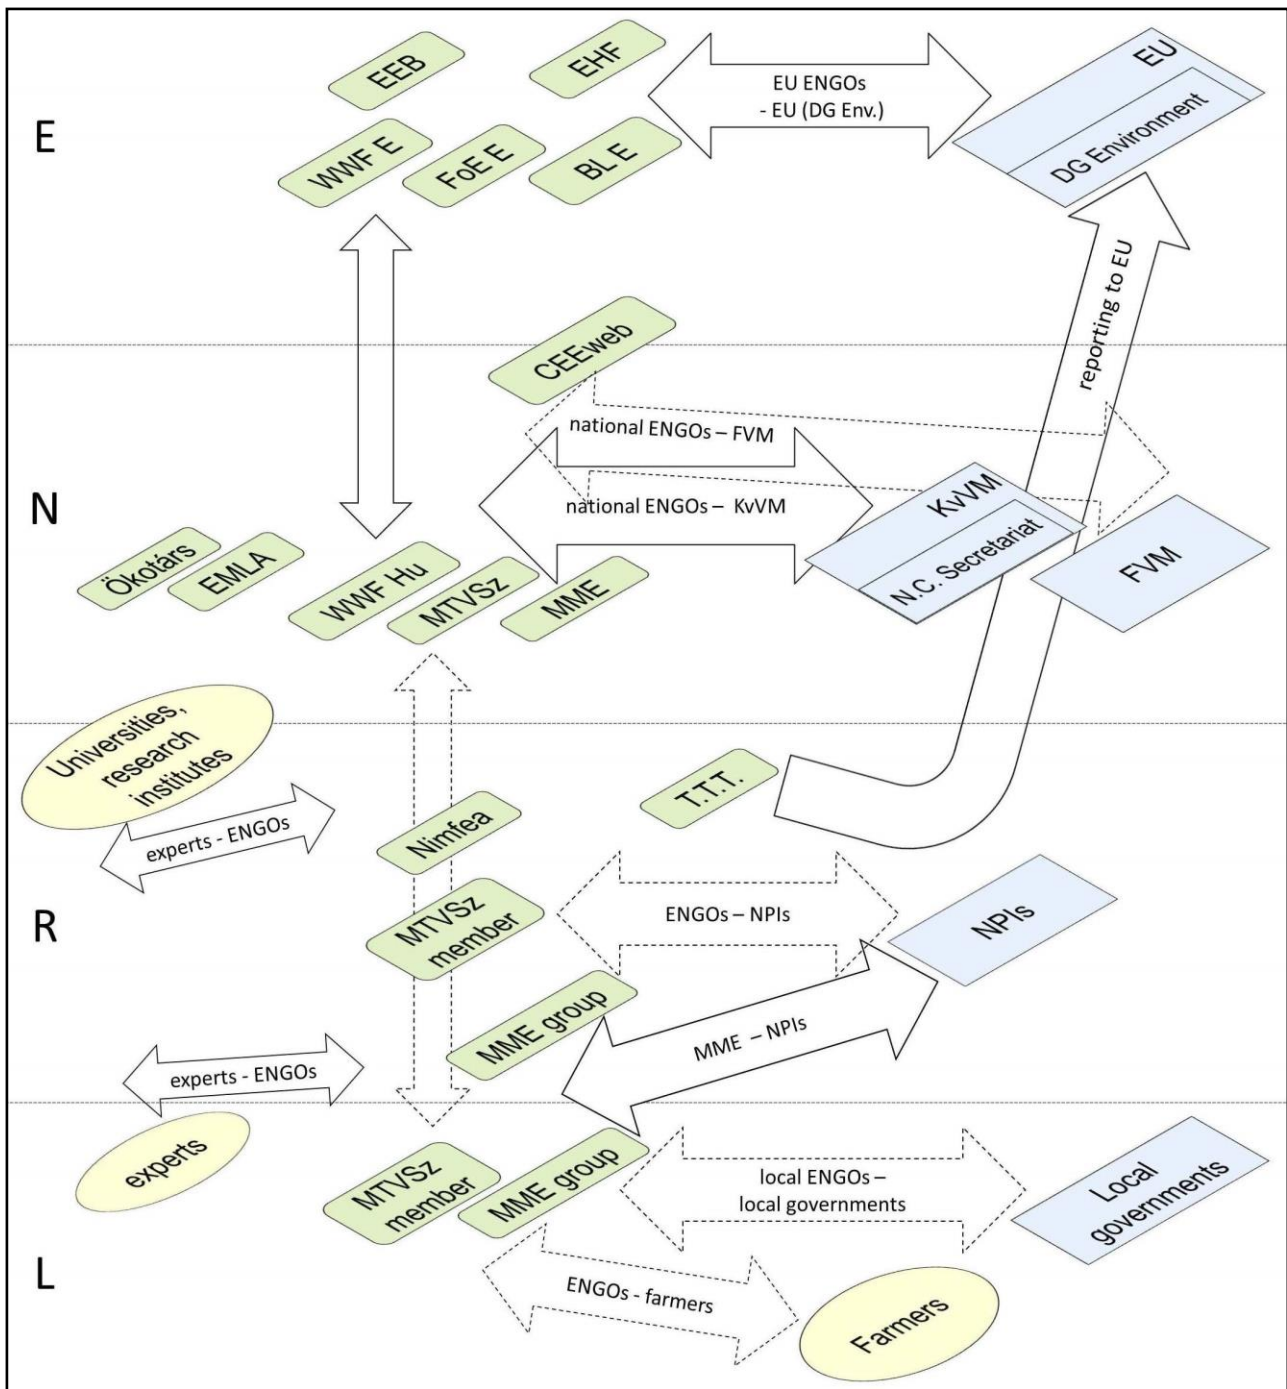 E
EEB
EHF
EU ENGOs
- EU (DG Env.)
EU
DG Environment
WWF E
FoE E
BL E
reporting to EU
CEEweb
national ENGOs – FVM
N
national ENGOs – KvVM
KvVM
N.C. Secretariat
FVM
Ökotárs
EMLA
WWF Hu
MTVSz
MME
Universities,
research
institutes
experts - ENGOs
T.T.T.
Nimfea
R
MTVSz
member
ENGOs – NPIs
NPIs
MME group
MME – NPIs
experts - ENGOs
experts
MTVSz
member
MME group
local ENGOs –
local governments
Local
governments
L
ENGOs - farmers
Farmers